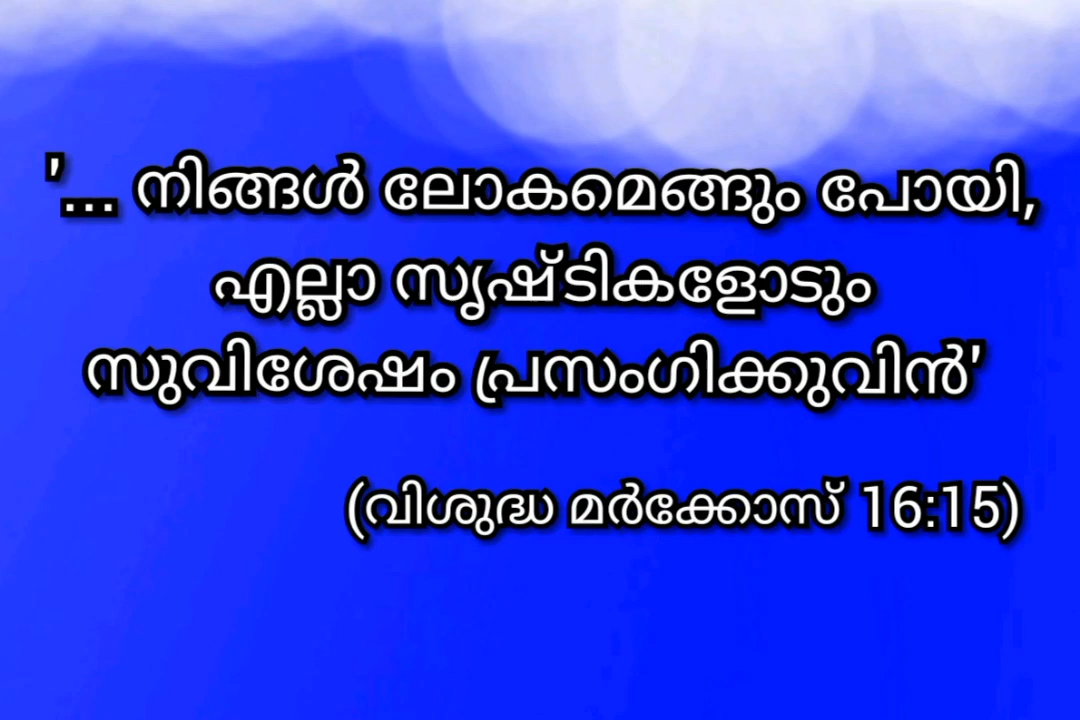 '... നിങ്ങൾ ലോകമെങ്ങും പോയി,
എല്ലാ സൃഷ്ടികളോടും
സുവിശേഷം പ്രസംഗിക്കുവിൻ'
(വിശുദ്ധ മർക്കോസ് 16:15)